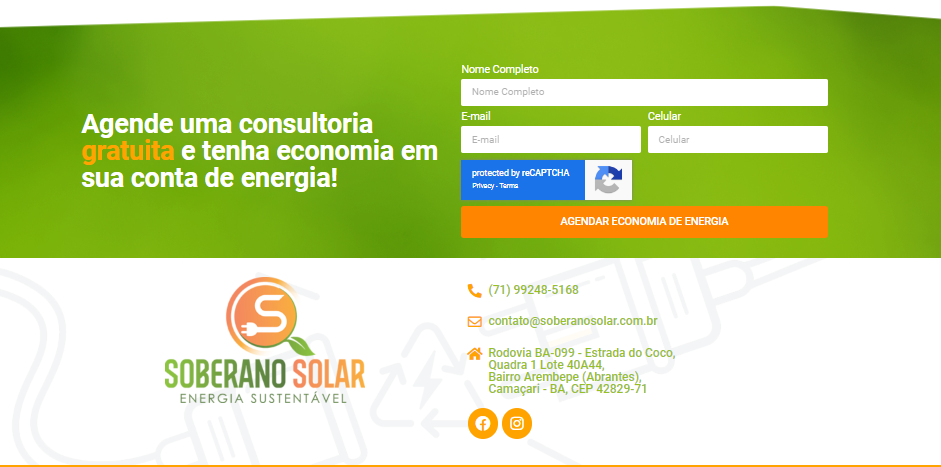 Agende uma consultoria
gratuita e tenha economia em
sua conta de energia!
Nome Completo
Nome Completo
E-mail
Celular
E-mail
Celular
protected by reCAPTCHA
Privacy - Terms
AGENDAR ECONOMIA DE ENERGIA
S
SOBERANO SOLAR
ENERGIA SUSTENTÁVEL
(71) 99248-5168
contato@soberanosolar.com.br
Rodovia BA-099 - Estrada do Coco,
Quadra 1 Lote 40A44,
Bairro Arembepe (Abrantes),
Camaçari - BA, CEP 42829-71